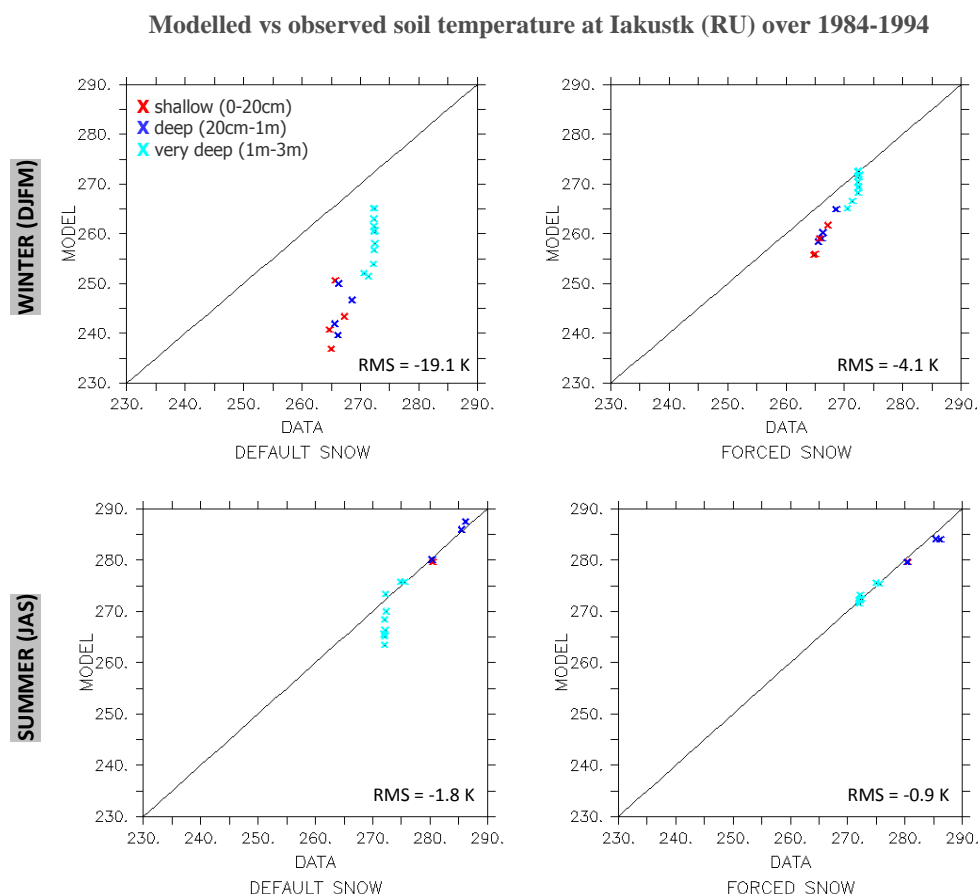 Modelled vs observed soil temperature at Iakustk (RU) over 1984-1994
WINTER (DJFM)
290.
280.
270.
260.
250.
240.
230.
MODEL
X shallow (0-20cm)
X deep (20cm-1m)
X very deep (1m-3m)
RMS = -19.1 K
230. 240. 250. 260. 270. 280. 290.
DATA
DEFAULT SNOW
290.
280.
270.
260.
250.
240.
230.
MODEL
RMS = -4.1 K
230. 240. 250. 260. 270. 280. 290.
DATA
FORCED SNOW
SUMMER (JAS)
290.
280.
270.
260.
250.
240.
230.
MODEL
RMS = -1.8 K
230. 240. 250. 260. 270. 280. 290.
DATA
DEFAULT SNOW
290.
280.
270.
260.
250.
240.
230.
MODEL
RMS = -0.9 K
230. 240. 250. 260. 270. 280. 290.
DATA
FORCED SNOW